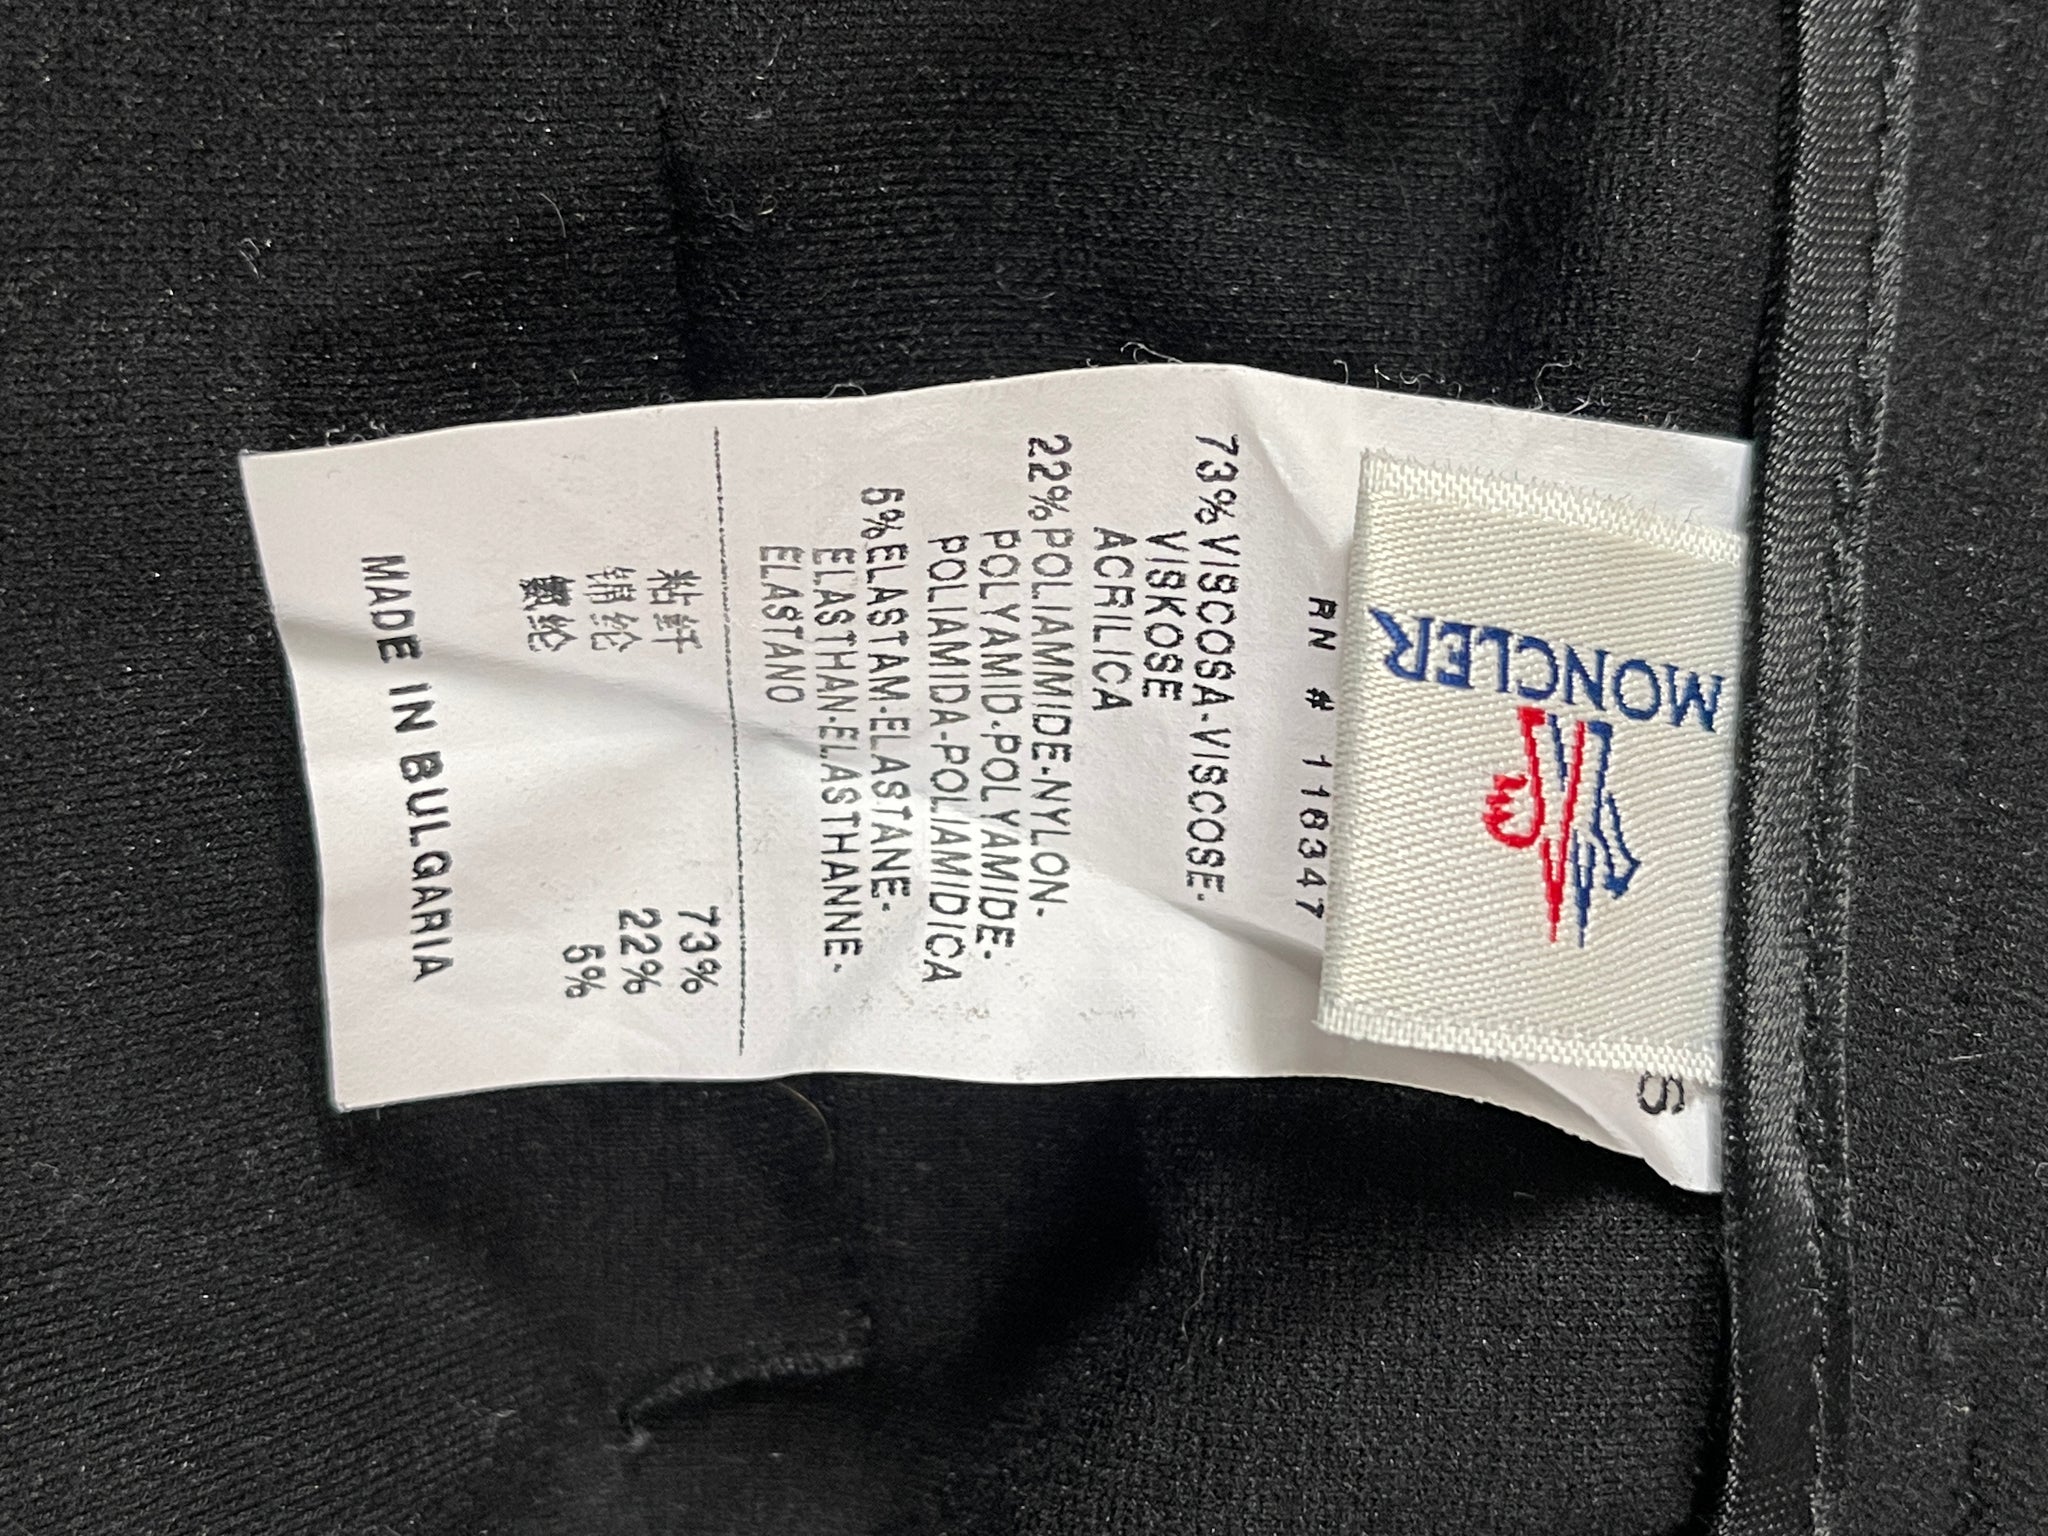 MONCLER
S
RN # 116347
73%VISCOSA-VISCOSE-
VISKOSE
ACRILICA
22%POLIAMMIDE-NYLON-
POLYAMID-POLYAMIDE-
POLIAMIDA-POLIAMIDICA
5%ELASTAM-ELASTANE-
ELASTHAN-ELASTHANNE-
ELASTANO
粘纤 73%
锦纶 22%
氨纶 5%
MADE IN BULGARIA